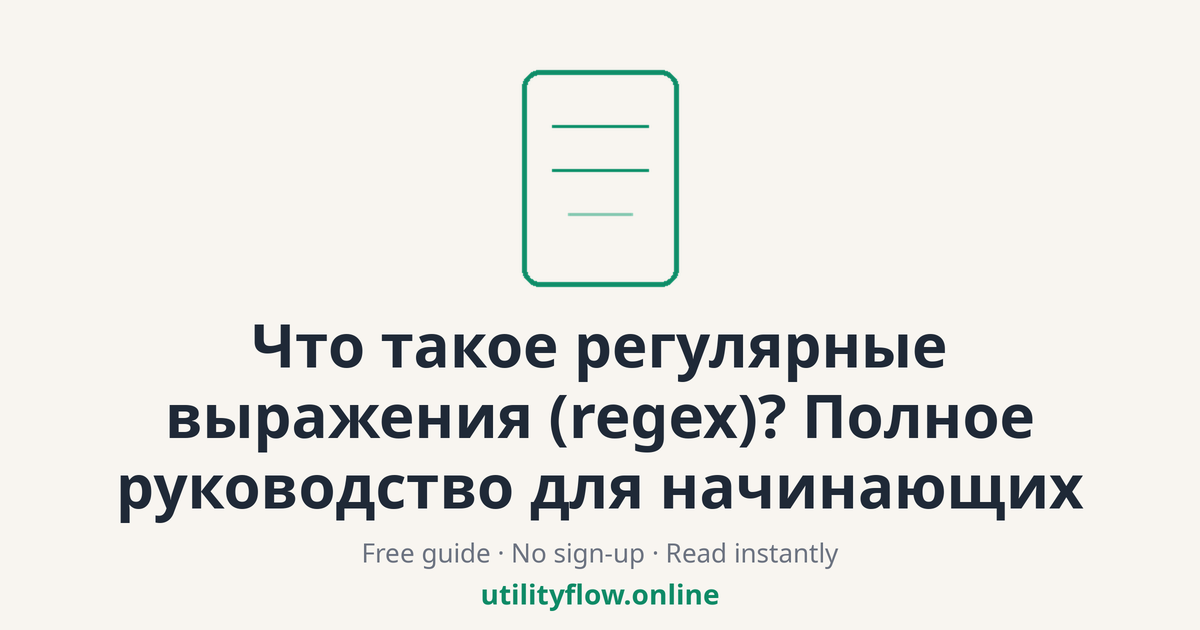 Что такое регулярные
выражения (regex)? Полное
руководство для начинающих
Free guide · No sign-up · Read instantly
utilityflow.online